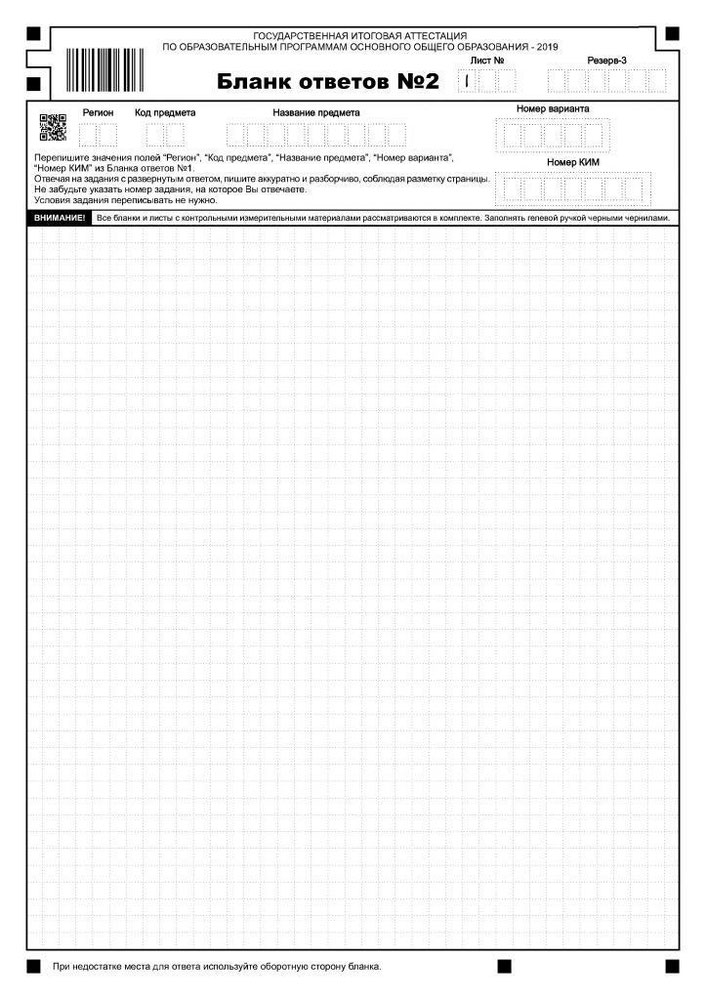 ГОСУДАРСТВЕННАЯ ИТОГОВАЯ АТТЕСТАЦИЯ
ПО ОБРАЗОВАТЕЛЬНЫМ ПРОГРАММАМ ОСНОВНОГО ОБЩЕГО ОБРАЗОВАНИЯ - 2019
Лист № Резерв-3
Бланк ответов №2 1
Регион Код предмета Название предмета Номер варианта
Перепишите значения полей "Регион", "Код предмета", "Название предмета", "Номер варианта",
"Номер КИМ" из Бланка ответов №1.
Номер КИМ
Отвечая на задания с развернутым ответом, пишите аккуратно и разборчиво, соблюдая разметку страницы.
Не забудьте указать номер задания, на которое Вы отвечаете.
Условия задания переписывать не нужно.
ВНИМАНИЕ! Все бланки и листы с контрольными измерительными материалами рассматриваются в комплекте. Заполнять гелевой ручкой черными чернилами.
При недостатке места для ответа используйте оборотную сторону бланка.